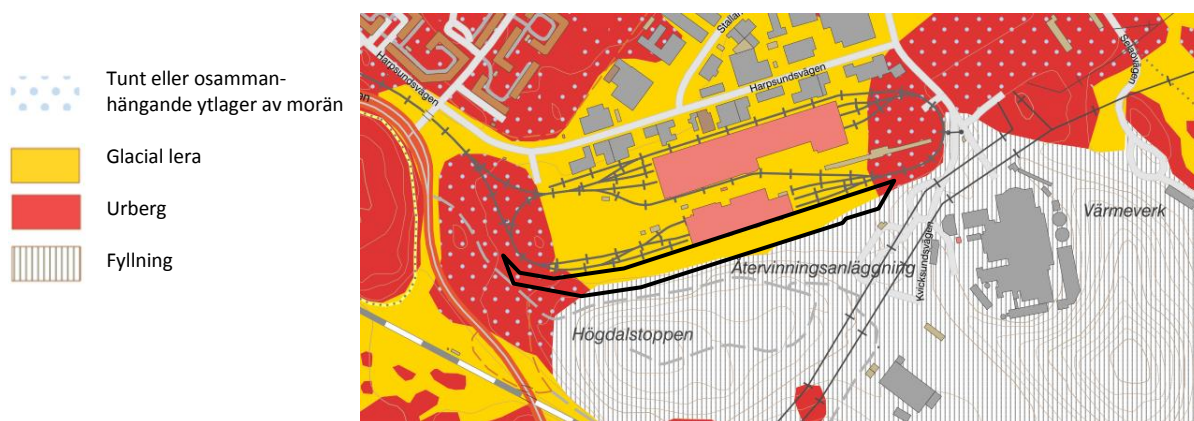 Tunt eller osamman-
hängande ytlager av morän
Glacial lera
Urberg
Fyllning
Harpsundsvägen
Harpsundsvägen
Värmeverk
Återvinningsanläggning
Kvicksundsvägen
Högdalstoppen